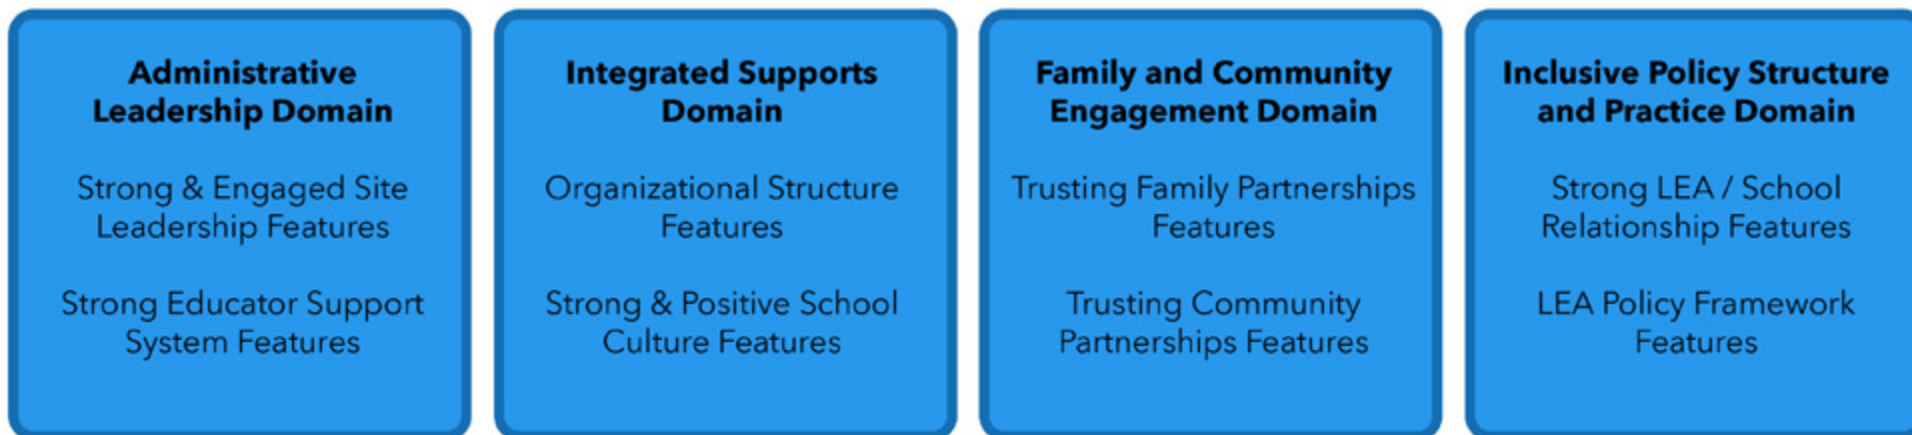 Administrative
Leadership Domain
Strong & Engaged Site
Leadership Features
Strong Educator Support
System Features
Integrated Supports
Domain
Organizational Structure
Features
Strong & Positive School
Culture Features
Family and Community
Engagement Domain
Trusting Family Partnerships
Features
Trusting Community
Partnerships Features
Inclusive Policy Structure
and Practice Domain
Strong LEA / School
Relationship Features
LEA Policy Framework
Features